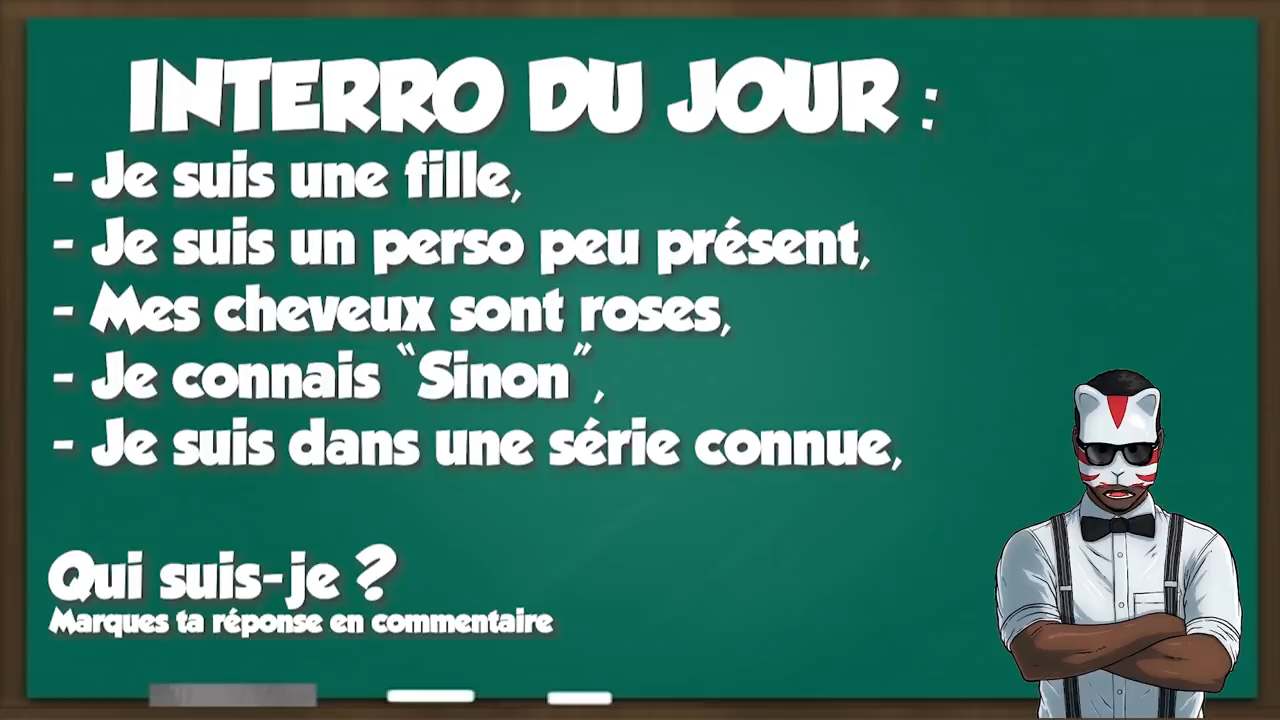 INTERRO DU JOUR :
- Je suis une fille,
- Je suis un perso peu présent,
- Mes cheveux sont roses,
- Je connais "Sinon",
- Je suis dans une série connue,
Qui suis-je ?
Marques ta réponse en commentaire